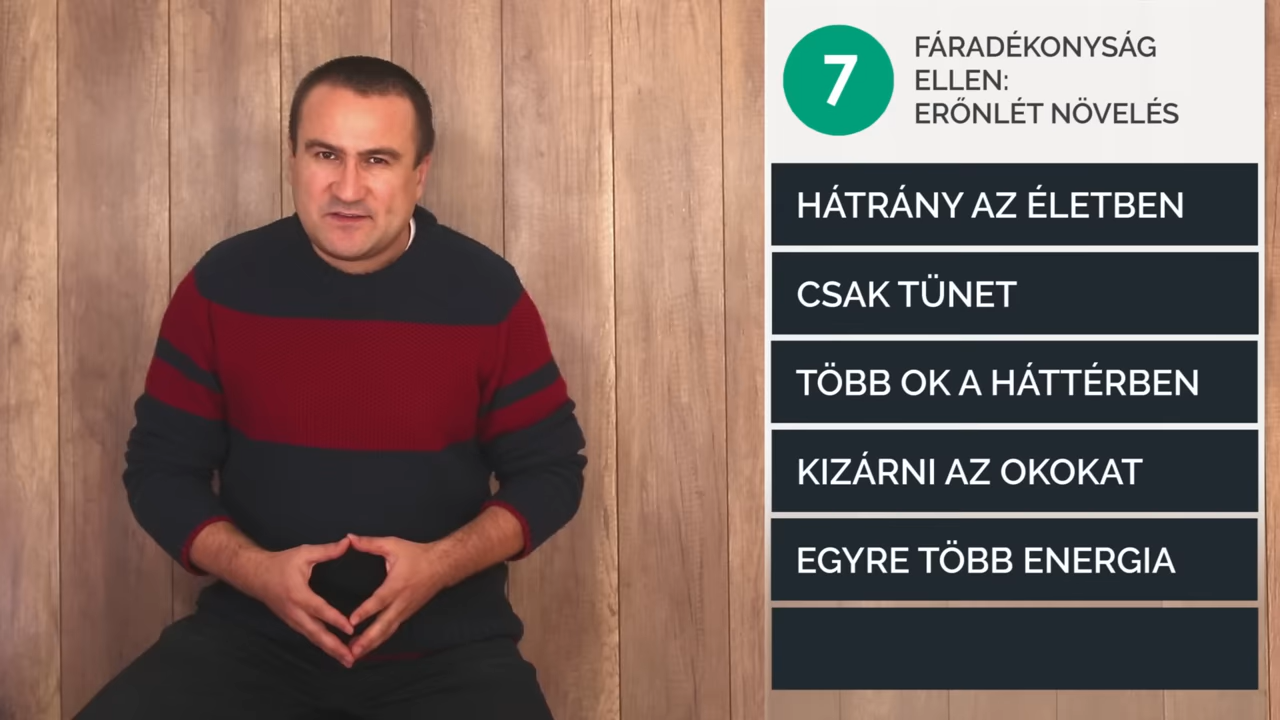 7
FÁRADÉKONYSÁG
ELLEN:
ERŐNLÉT NÖVELÉS
HÁTRÁNY AZ ÉLETBEN
CSAK TÜNET
TÖBB OK A HÁTTÉRBEN
KIZÁRNI AZ OKOKAT
EGYRE TÖBB ENERGIA